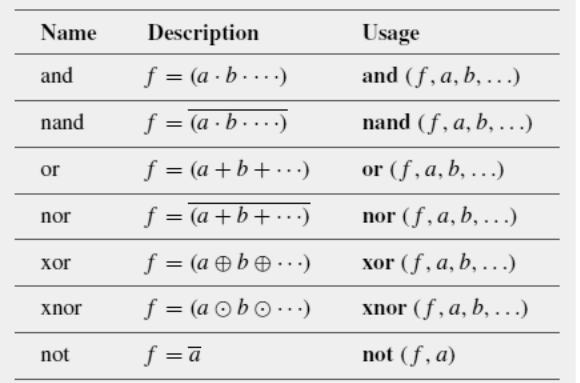 Name Description Usage
and f = (a · b · · · ·) and (f, a, b, . . .)
nand f = \overline{(a · b · · · ·)} nand (f, a, b, . . .)
or f = (a + b + · · ·) or (f, a, b, . . .)
nor f = \overline{(a + b + · · ·)} nor (f, a, b, . . .)
xor f = (a ⊕ b ⊕ · · ·) xor (f, a, b, . . .)
xnor f = (a ⊙ b ⊙ · · ·) xnor (f, a, b, . . .)
not f = \overline{a} not (f, a)